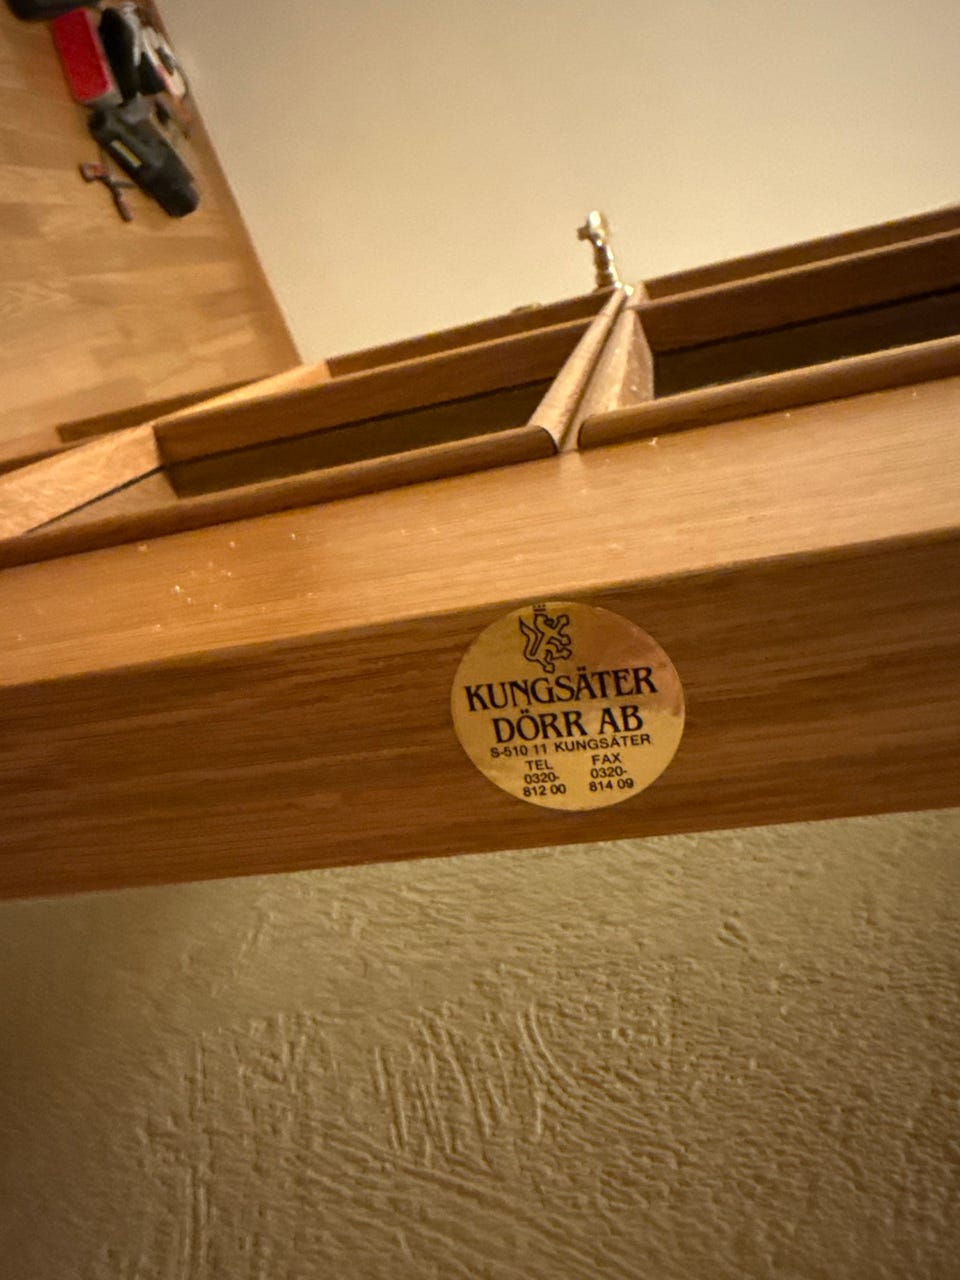 KUNGSÄTER
DÖRR AB
S-510 11 KUNGSÄTER
TEL FAX
0320- 0320-
812 00 814 09